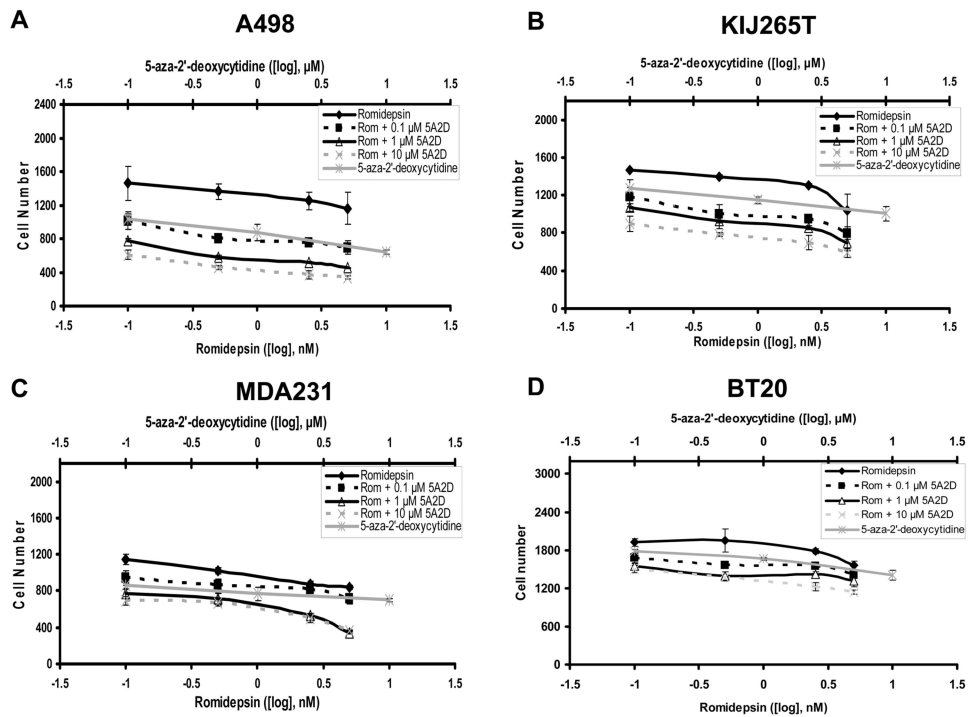 A
A498
5-aza-2'-deoxycytidine ([log], µM)
-1.5 -1 -0.5 0 0.5 1 1.5
2400
2000
1600
1200
800
400
0
Cell Number
Romidepsin
Rom + 0.1 µM 5A2D
Rom + 1 µM 5A2D
Rom + 10 µM 5A2D
5-aza-2'-deoxycytidine
-1.5 -1 -0.5 0 0.5 1 1.5
Romidepsin ([log], nM)
B
KIJ265T
5-aza-2'-deoxycytidine ([log], µM)
-1.5 -1 -0.5 0 0.5 1 1.5
2000
1600
1200
800
400
0
Cell Number
Romidepsin
Rom + 0.1 µM 5A2D
Rom + 1 µM 5A2D
Rom + 10 µM 5A2D
5-aza-2'-deoxycytidine
-1.5 -1 -0.5 0 0.5 1 1.5
Romidepsin ([log], nM)
C
MDA231
5-aza-2'-deoxycytidine ([log], µM)
-1.5 -1 -0.5 0 0.5 1 1.5
2000
1600
1200
800
400
0
Cell Number
Romidepsin
Rom + 0.1 µM 5A2D
Rom + 1 µM 5A2D
Rom + 10 µM 5A2D
5-aza-2'-deoxycytidine
-1.5 -1 -0.5 0 0.5 1 1.5
Romidepsin ([log], nM)
D
BT20
5-aza-2'-deoxycytidine ([log], µM)
-1.5 -1 -0.5 0 0.5 1 1.5
3000
2400
1800
1200
600
0
Cell number
Romidepsin
Rom + 0.1 µM 5A2D
Rom + 1 µM 5A2D
Rom + 10 µM 5A2D
5-aza-2'-deoxycytidine
-1.5 -1 -0.5 0 0.5 1 1.5
Romidepsin ([log], nM)